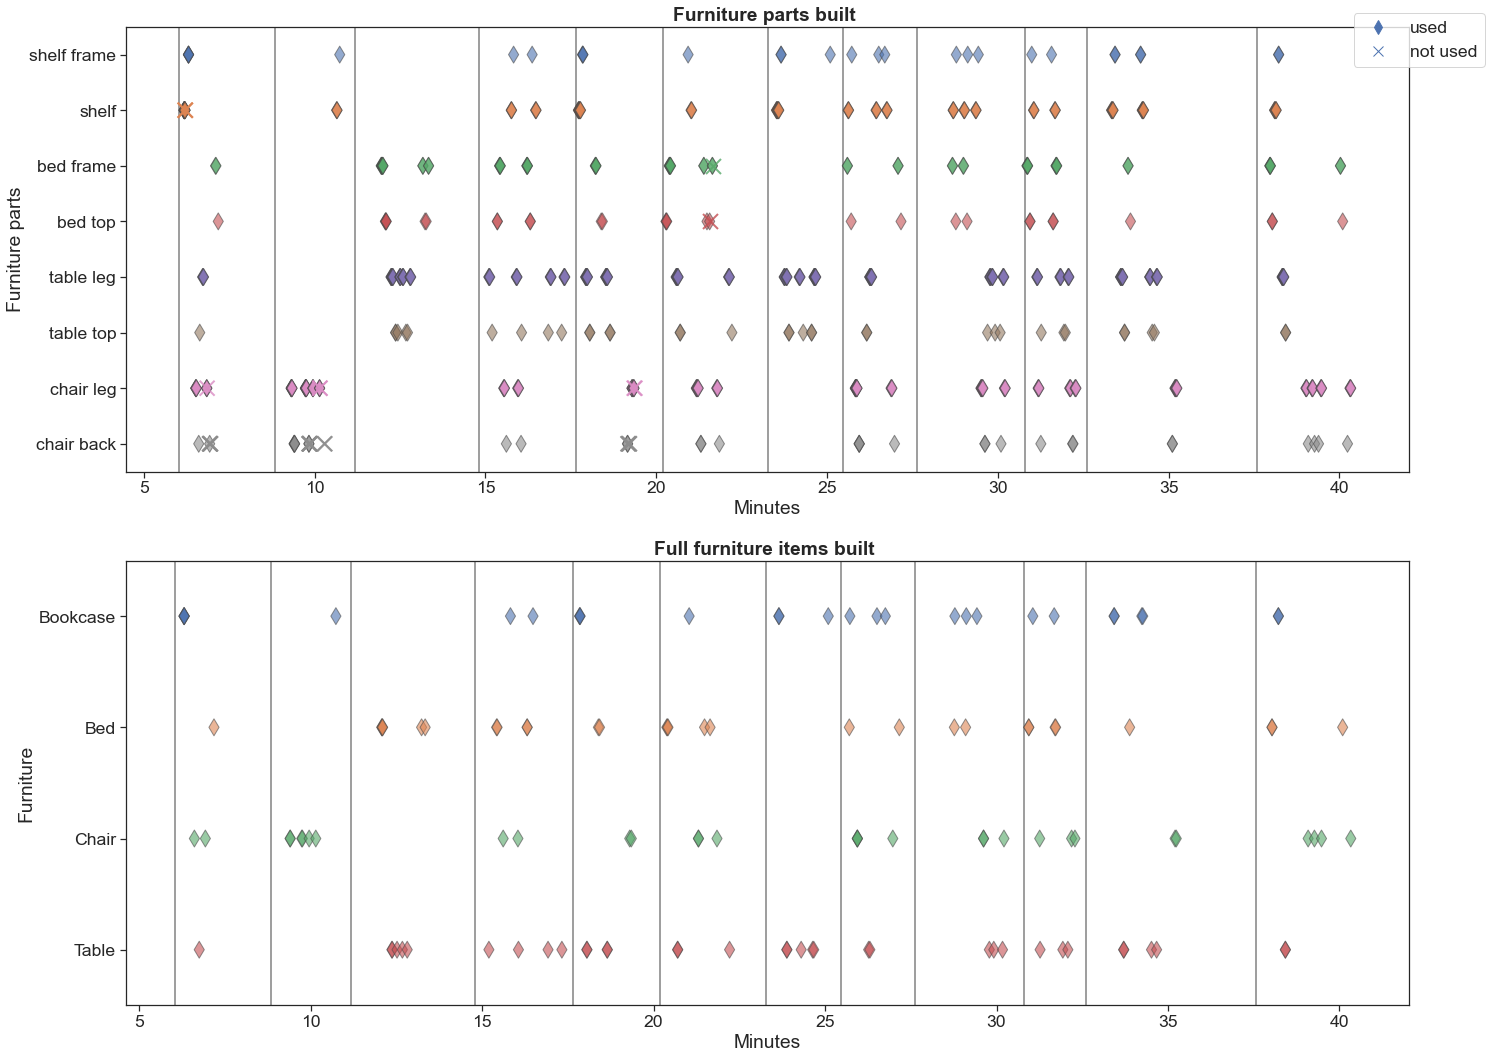 Furniture parts built
used
not used
shelf frame
shelf
bed frame
bed top
table leg
table top
chair leg
chair back
Furniture parts
5 10 15 20 25 30 35 40
Minutes
Full furniture items built
Bookcase
Bed
Chair
Table
Furniture
5 10 15 20 25 30 35 40
Minutes